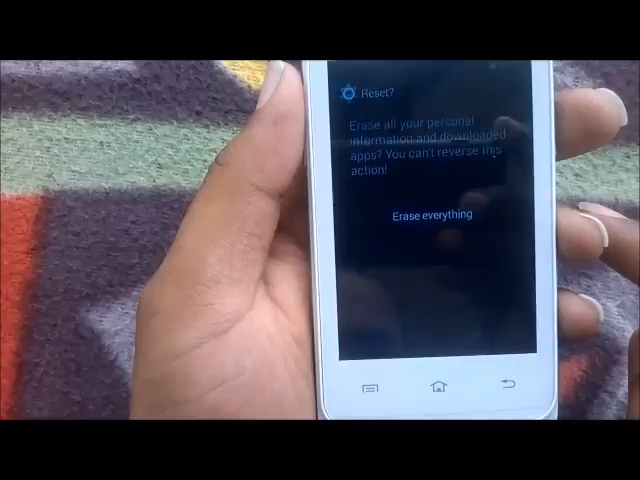 Reset?
Erase all your personal
information and downloaded
apps? You can't reverse this
action!
Erase everything